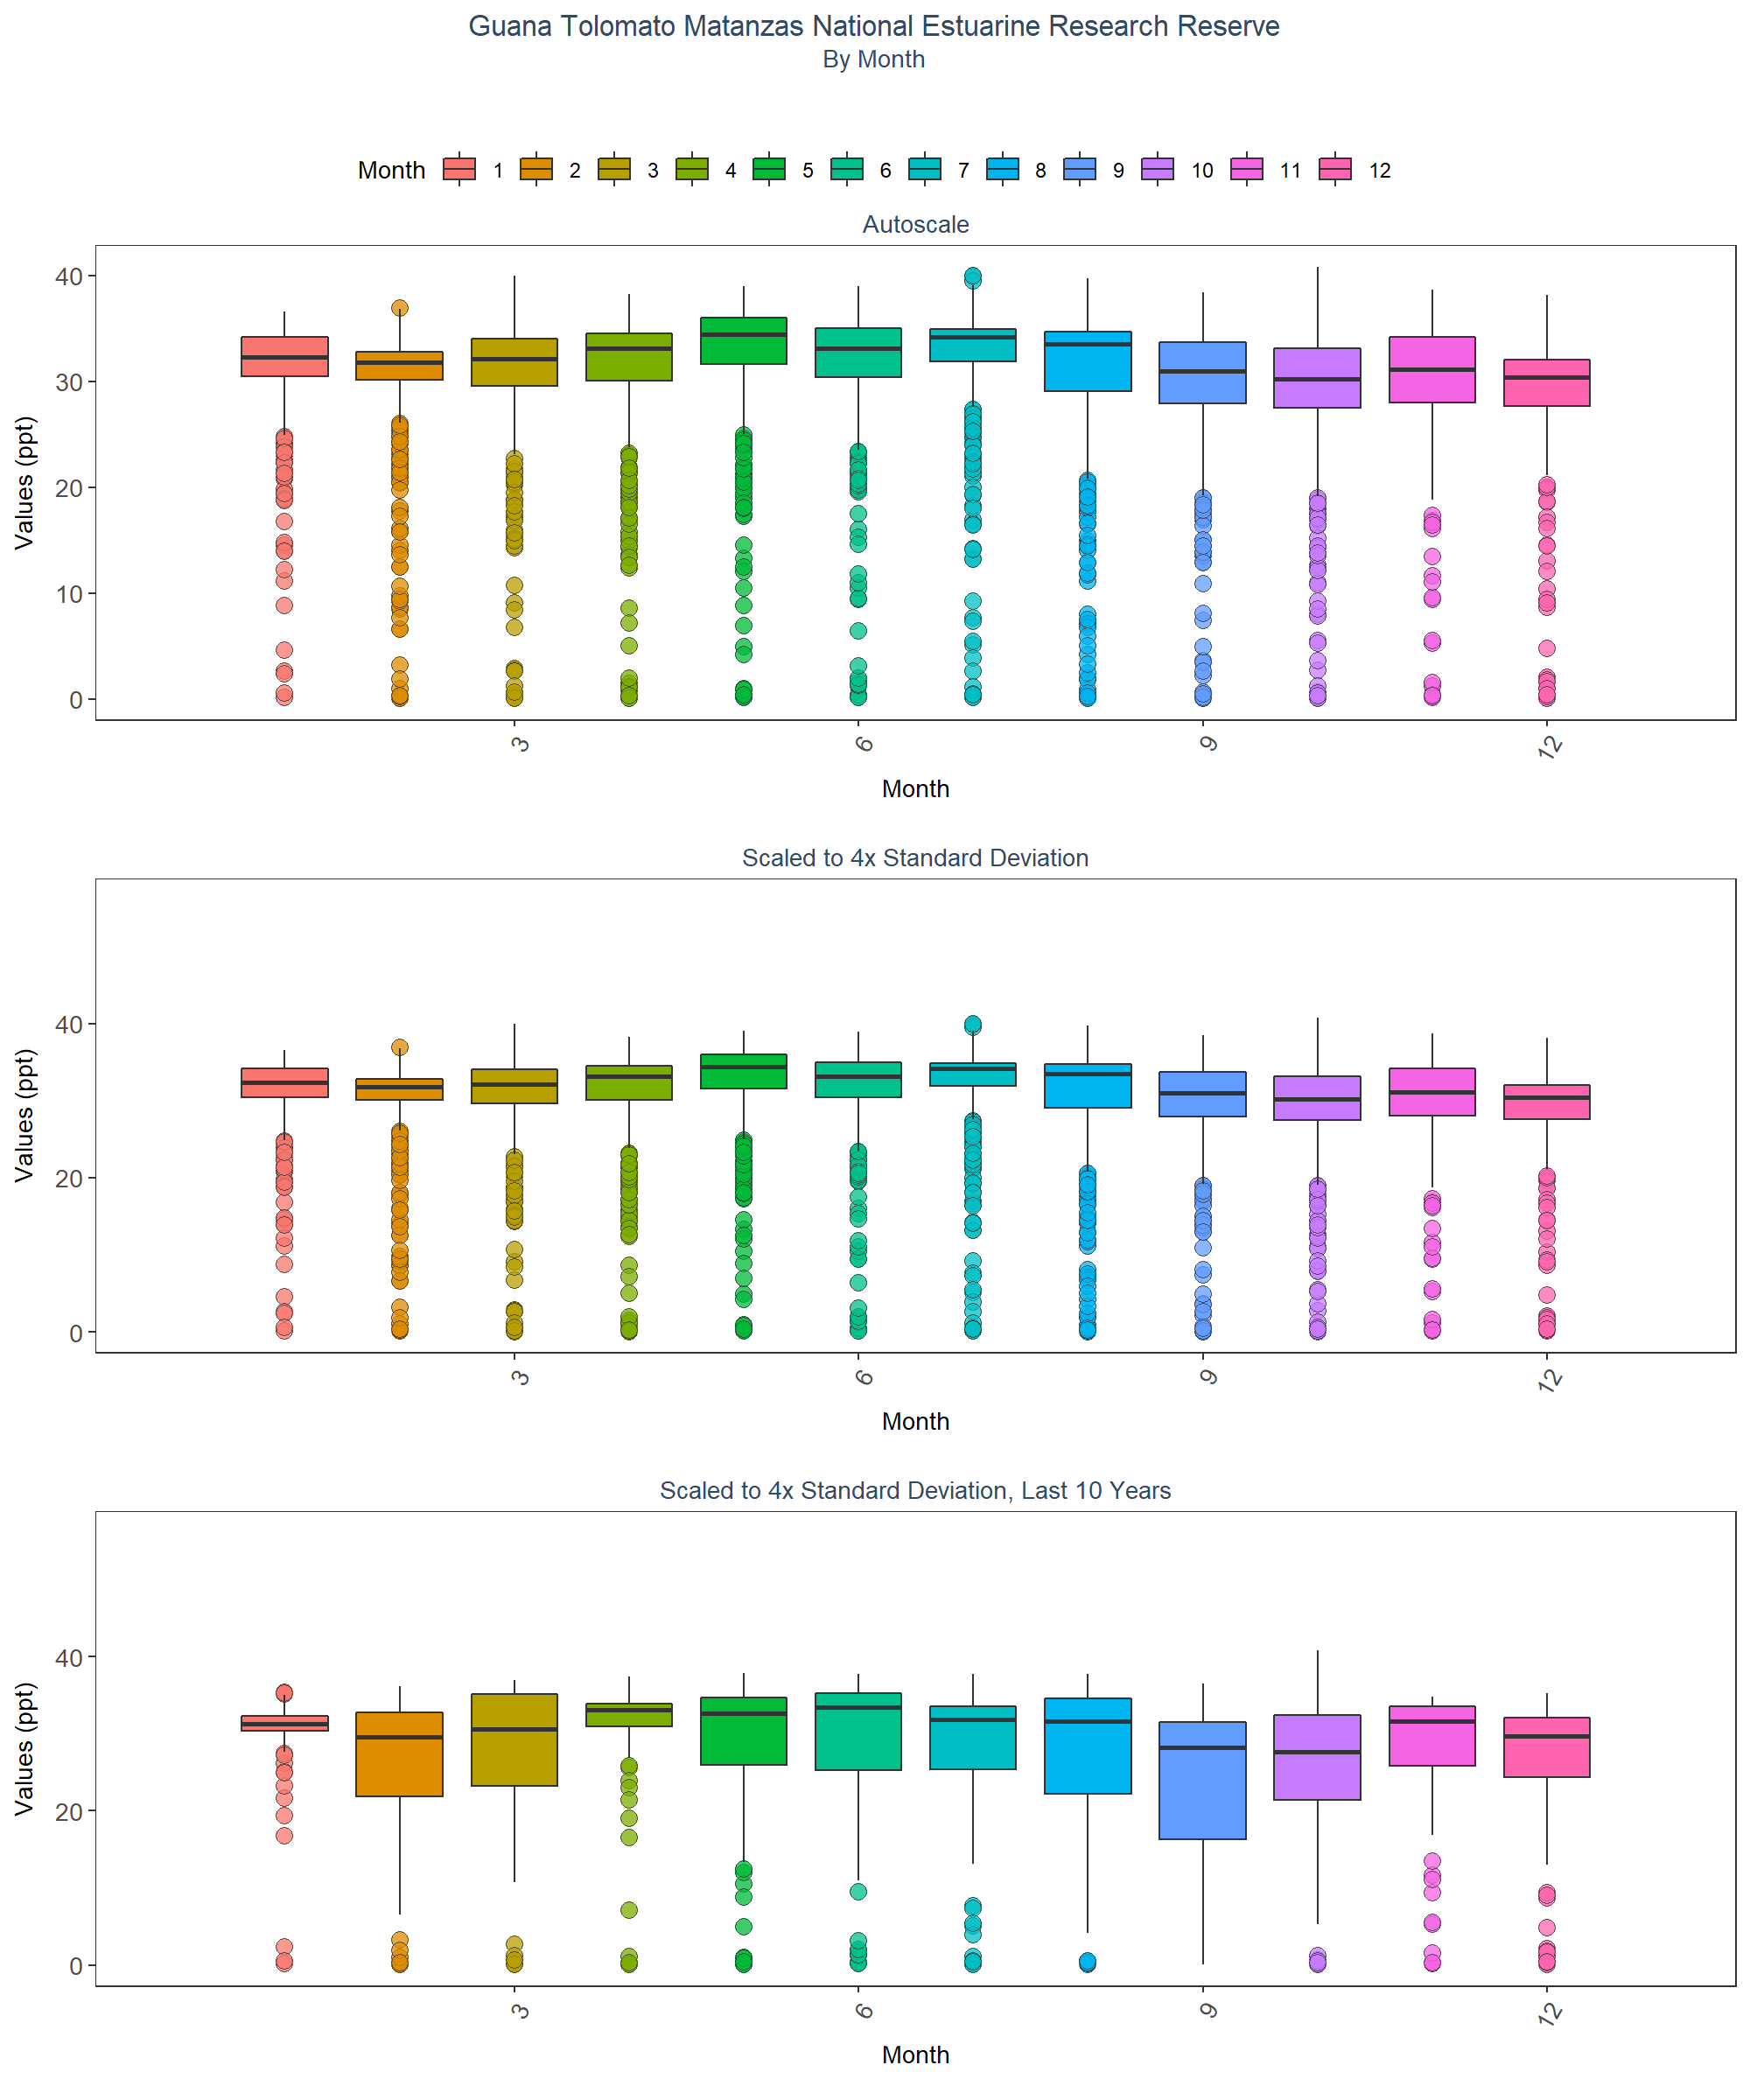 Guana Tolomato Matanzas National Estuarine Research Reserve
By Month
Month 1 2 3 4 5 6 7 8 9 10 11 12
Autoscale
Values (ppt)
40
30
20
10
0
3 6 9 12
Month
Scaled to 4x Standard Deviation
Values (ppt)
40
20
0
3 6 9 12
Month
Scaled to 4x Standard Deviation, Last 10 Years
Values (ppt)
40
20
0
3 6 9 12
Month